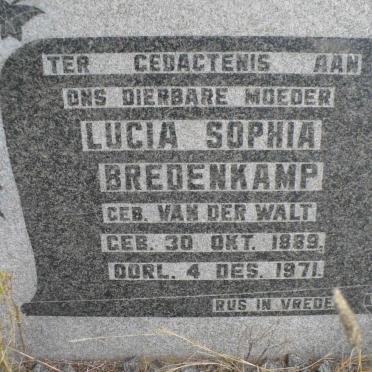 TER GEDAGTENIS AAN
ONS DIERBARE MOEDER
LUCIA SOPHIA
BREDENKAMP
GEB. VAN DER WALT
GEB. 30 OKT. 1889.
OORL. 4 DES. 1971.
RUS IN VREDE